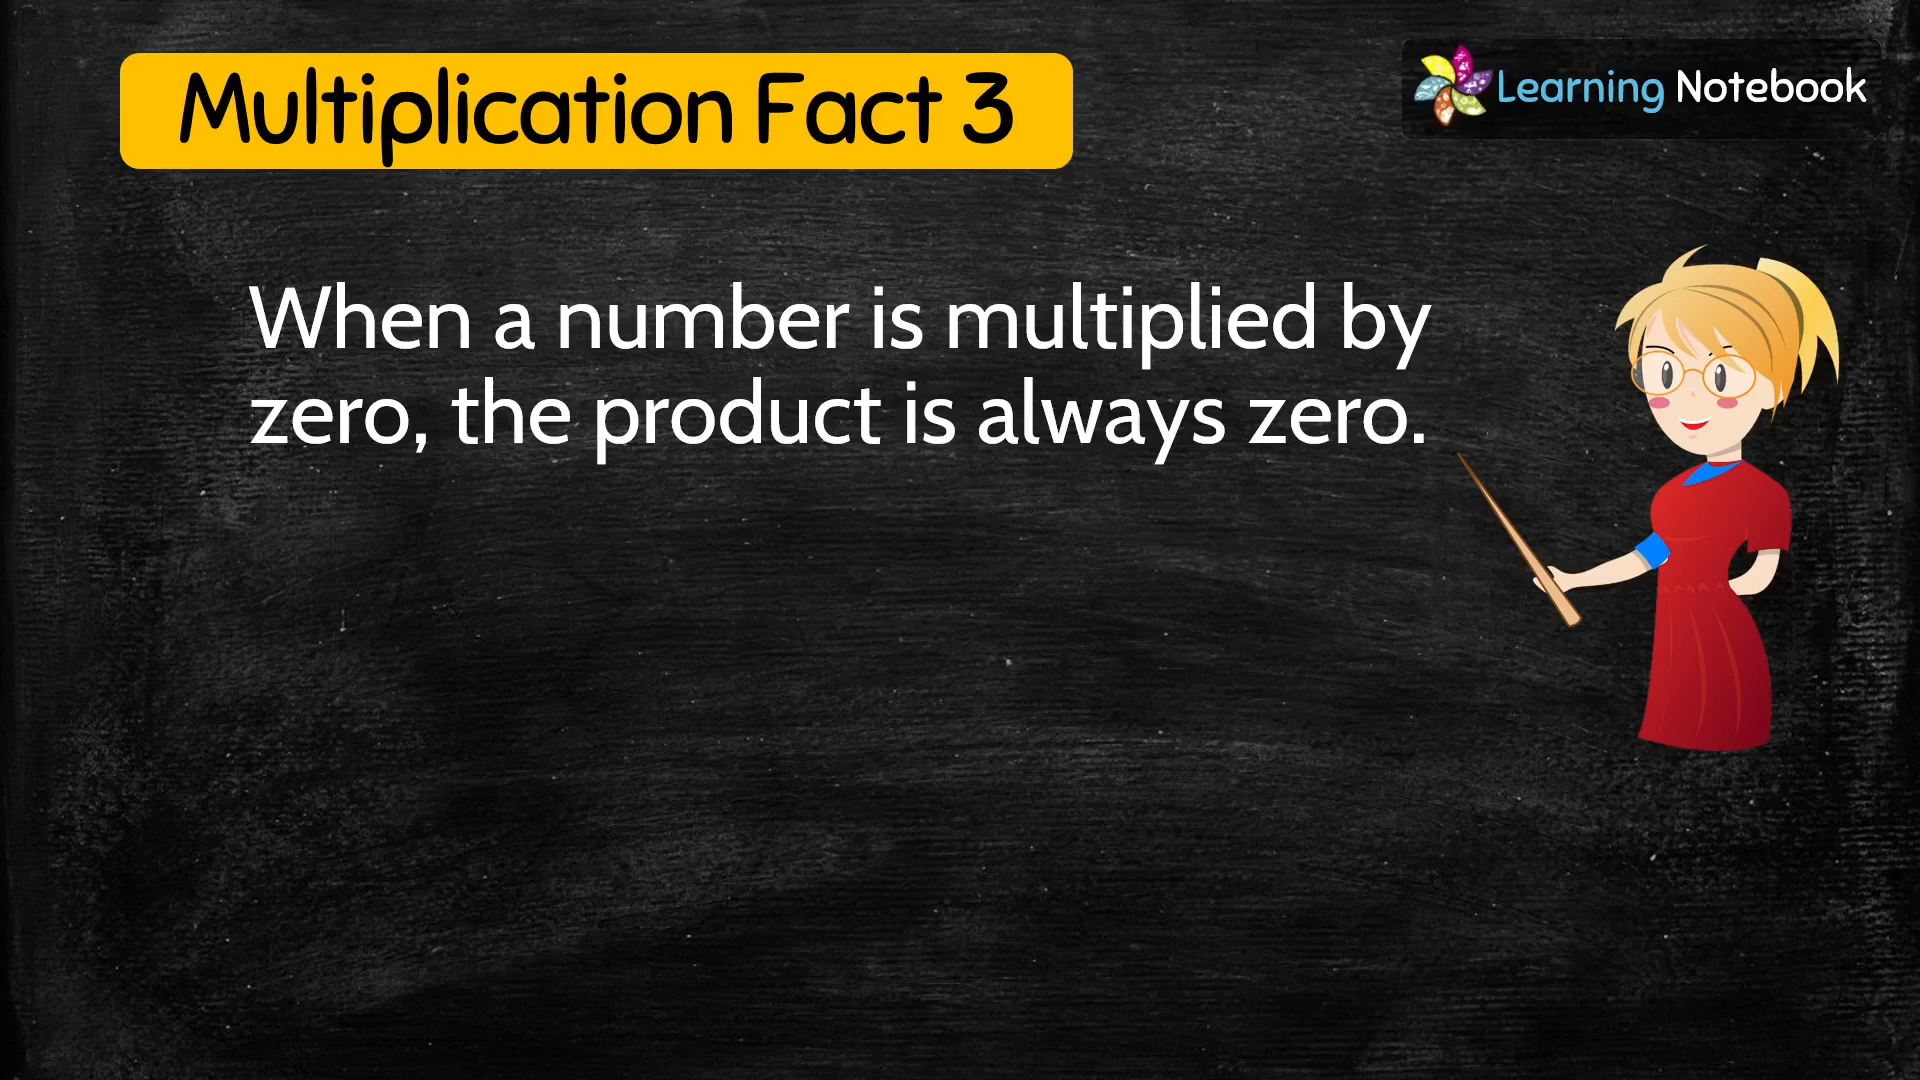 Multiplication Fact 3
Learning Notebook
When a number is multiplied by
zero, the product is always zero.